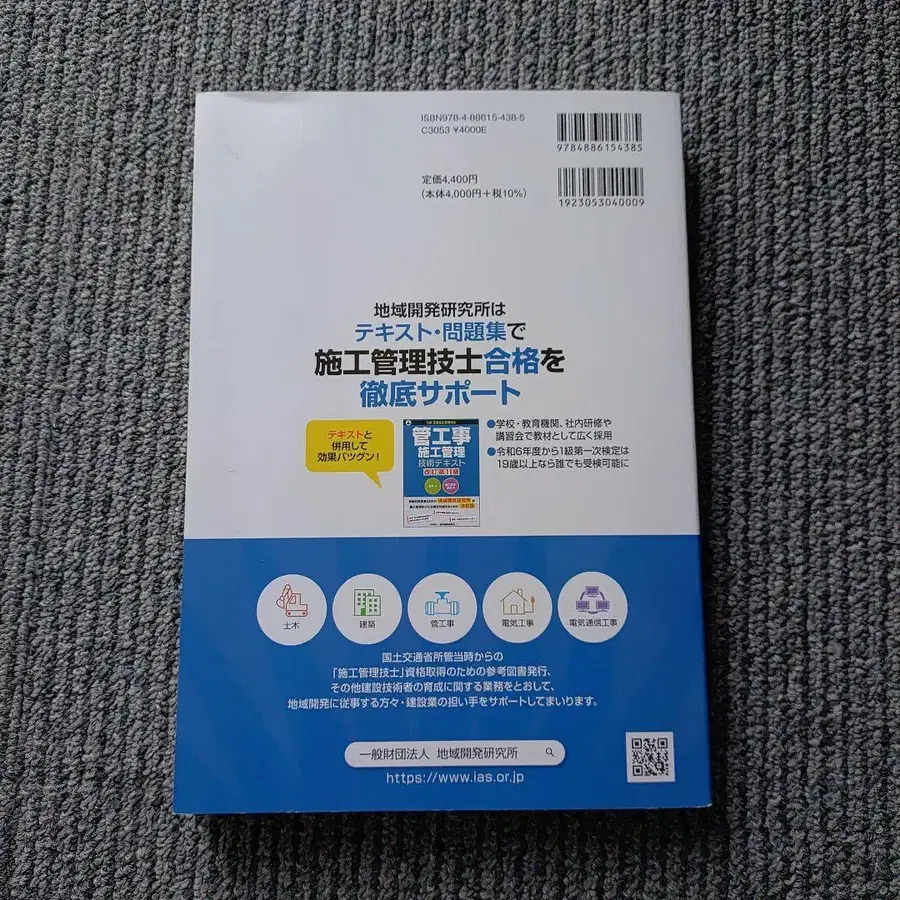 ISBN978-4-88615-438-5
C3053 ¥4000E
9784886154385
定価4,400円
(本体4,000円+税10%)
1923053040009
地域開発研究所は
テキスト・問題集で
施工管理技士合格を
徹底サポート
テキストと
併用して
効果バツグン!
管工事
施工管理
技術テキスト
改訂第11版
●学校・教育機関、社内研修や
講習会で教材として広く採用
●令和6年度から1級第一次検定は
19歳以上なら誰でも受検可能に
土木
建築
管工事
電気工事
電気通信工事
国土交通省所管当時からの
「施工管理技士」資格取得のための参考図書発行、
その他建設技術者の育成に関する業務をとおして、
地域開発に従事する方々・建設業の担い手をサポートしてまいります。
一般財団法人 地域開発研究所
https://www.ias.or.jp